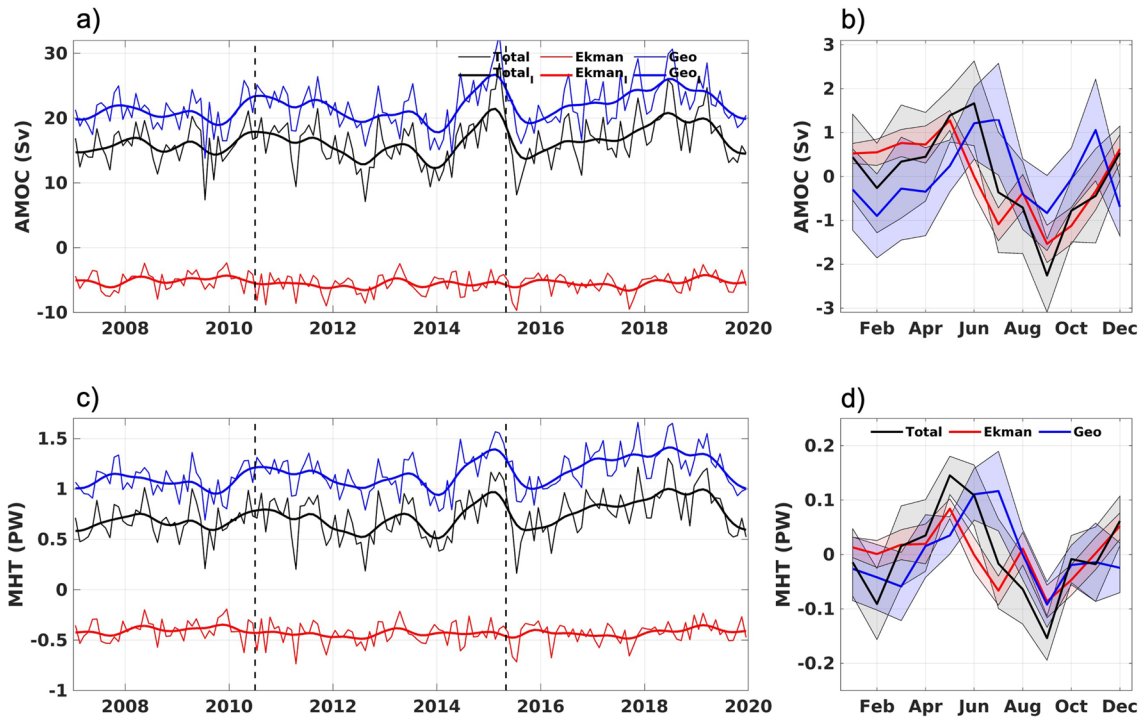 a)
b)
Total Ekman Geo
Total_l Ekman_l Geo_l
AMOC (Sv)
30
20
10
0
-10
2008 2010 2012 2014 2016 2018 2020
AMOC (Sv)
3
2
1
0
-1
-2
-3
Feb Apr Jun Aug Oct Dec
c)
d)
MHT (PW)
1.5
1
0.5
0
-0.5
-1
2008 2010 2012 2014 2016 2018 2020
Total Ekman Geo
MHT (PW)
0.2
0.1
0
-0.1
-0.2
Feb Apr Jun Aug Oct Dec